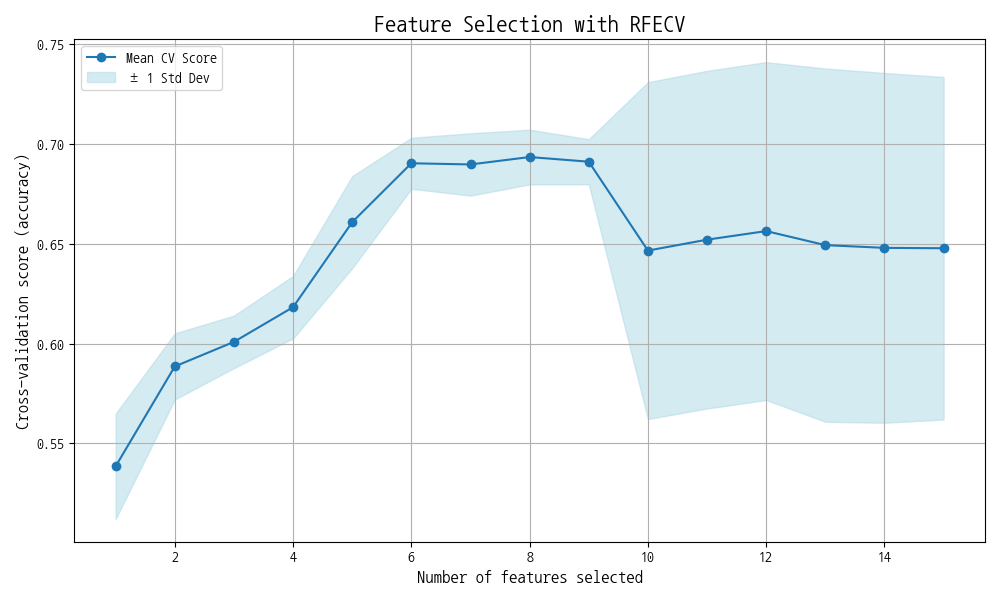 Feature Selection with RFECV
Mean CV Score
± 1 Std Dev
Cross-validation score (accuracy)
0.75
0.70
0.65
0.60
0.55
2 4 6 8 10 12 14
Number of features selected